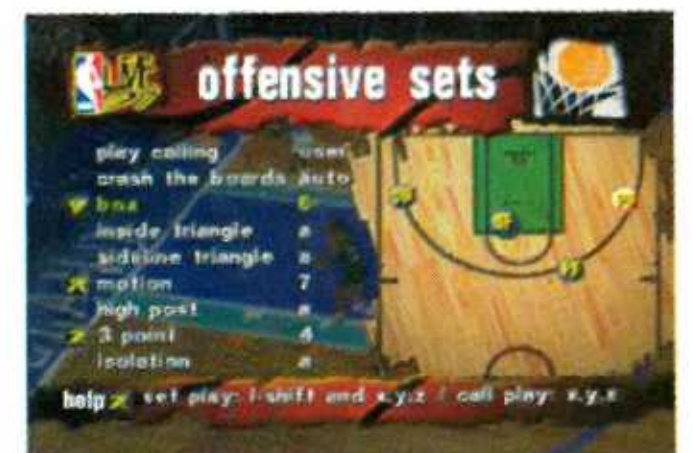 offensive sets
play calling user
crash the boards auto
box 6
inside triangle
sideline triangle
motion 7
high post
3 point 4
isolation
help set play: l-shift and x,y,z / call play: x,y,z